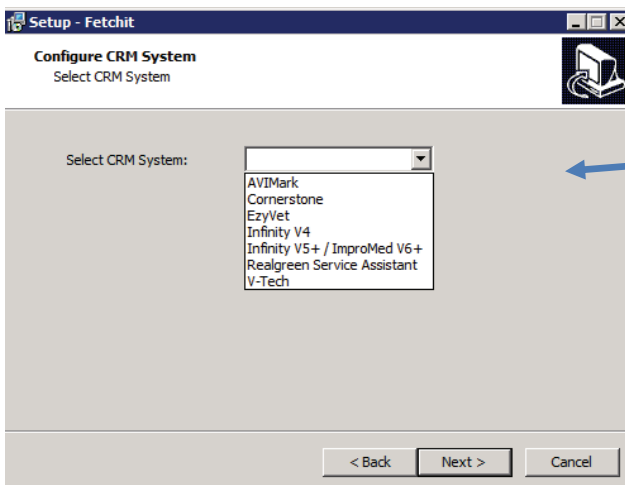 Setup - Fetchit
Configure CRM System
Select CRM System
Select CRM System:
AVIMark
Cornerstone
EzyVet
Infinity V4
Infinity V5+ / ImproMed V6+
Realgreen Service Assistant
V-Tech
< Back Next > Cancel